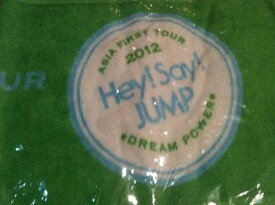 ASIA FIRST TOUR
2012
Hey! Say!
JUMP
DREAM POWER
UR